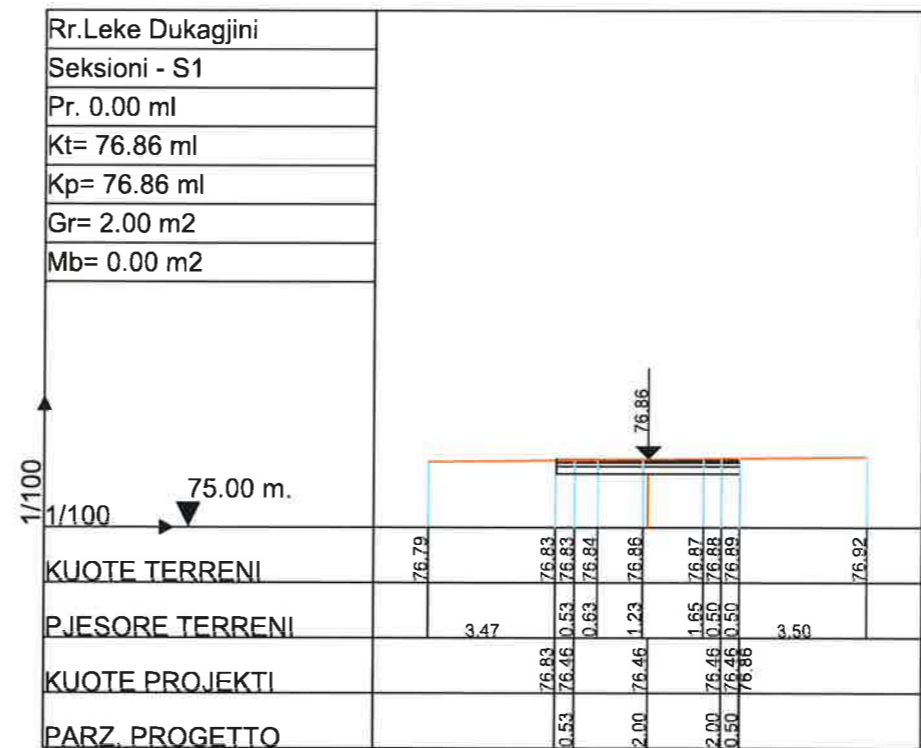 Rr.Leke Dukagjini
Seksioni - S1
Pr. 0.00 ml
Kt= 76.86 ml
Kp= 76.86 ml
Gr= 2.00 m2
Mb= 0.00 m2
76.86
1/100
75.00 m.
1/100
KUOTE TERRENI 76.79 76.83 76.83 76.84 76.86 76.87 76.88 76.89 76.92
PJESORE TERRENI 3.47 0.53 0.63 1.23 1.65 0.50 0.50 3.50
KUOTE PROJEKTI 76.83 76.46 76.46 76.46 76.46 76.86
PARZ. PROGETTO 0.53 2.00 2.00 0.50